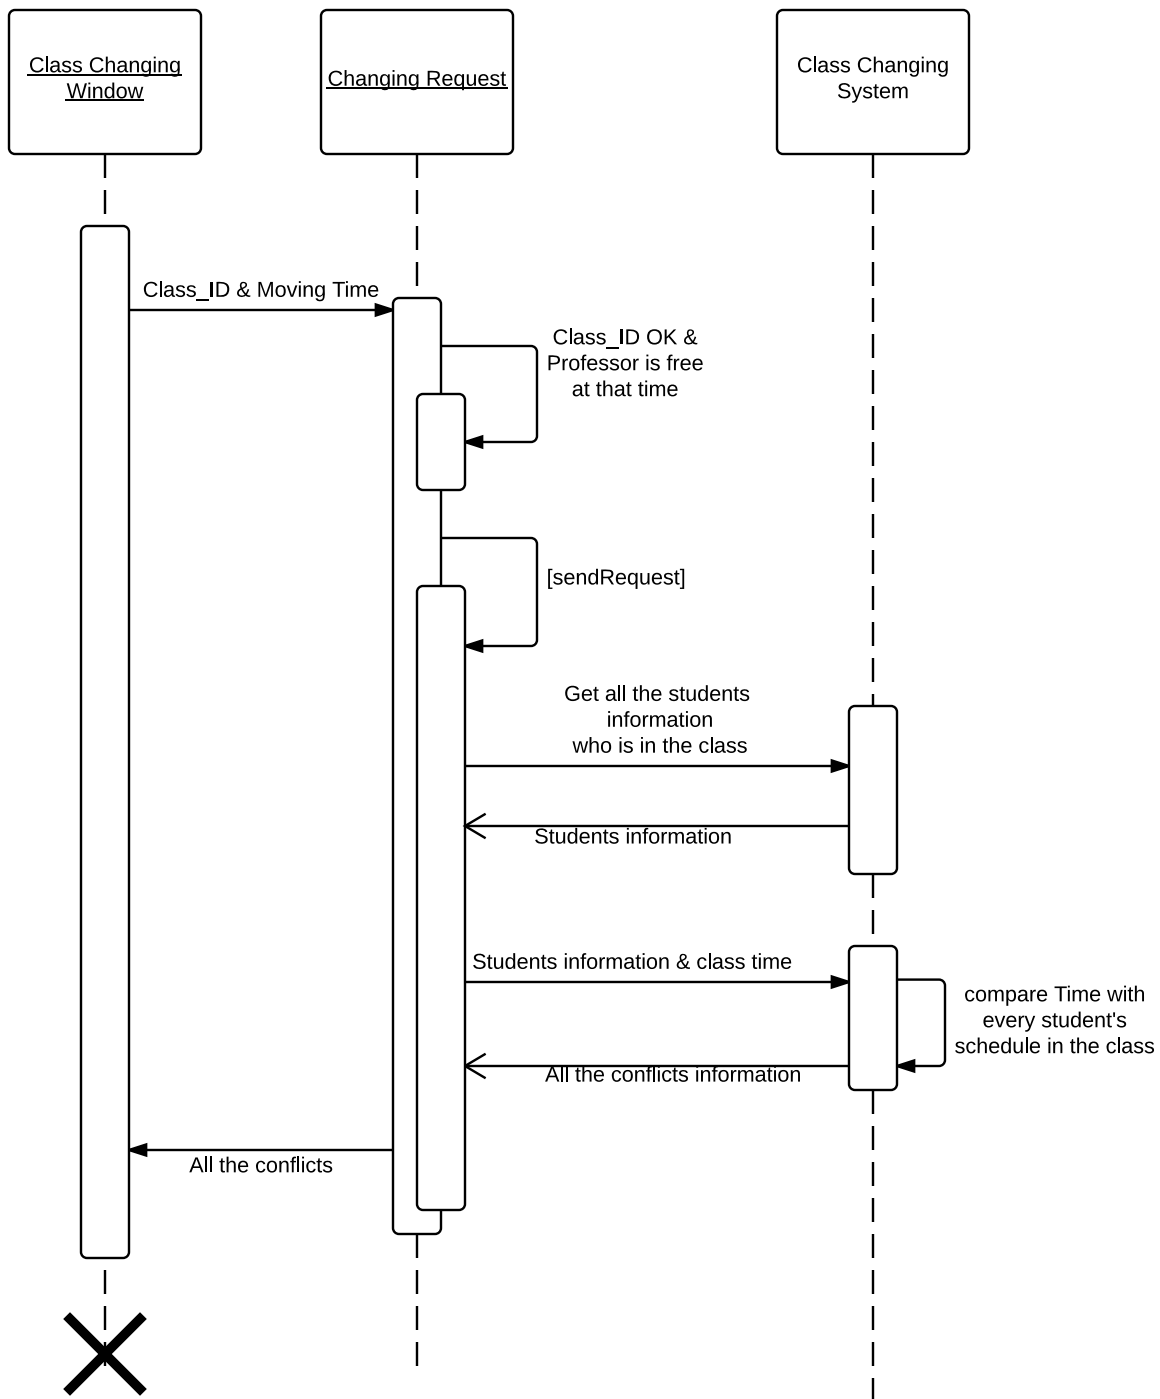 Class Changing
Window
Changing Request
Class Changing
System
Class_ID & Moving Time
Class_ID OK &
Professor is free
at that time
[sendRequest]
Get all the students
information
who is in the class
Students information
Students information & class time
compare Time with
every student's
schedule in the class
All the conflicts information
All the conflicts